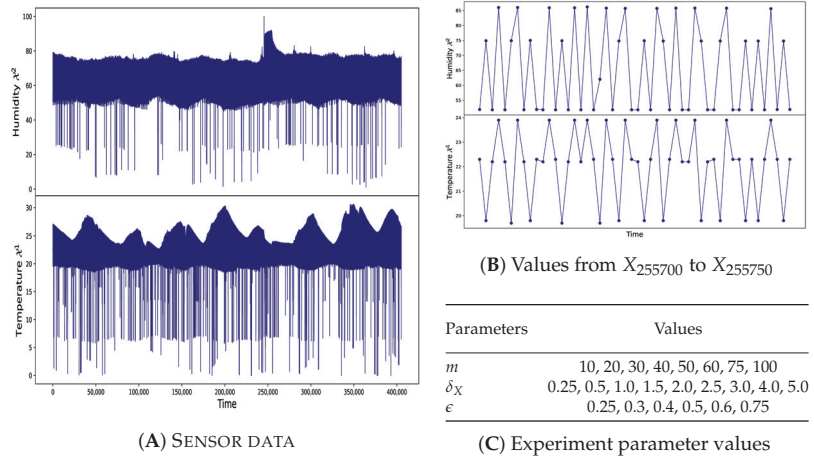 100
80
60
40
20
0
Humidity X²
30
25
20
15
10
5
0
Temperature X¹
0 50,000 100,000 150,000 200,000 250,000 300,000 350,000 400,000
Time
(A) SENSOR DATA
85
80
75
70
65
60
55
Humidity X²
24
23
22
21
20
Temperature X¹
Time
(B) Values from X₂₅₅₇₀₀ to X₂₅₅₇₅₀
Parameters Values
m 10, 20, 30, 40, 50, 60, 75, 100
δ_X 0.25, 0.5, 1.0, 1.5, 2.0, 2.5, 3.0, 4.0, 5.0
ϵ 0.25, 0.3, 0.4, 0.5, 0.6, 0.75
(C) Experiment parameter values